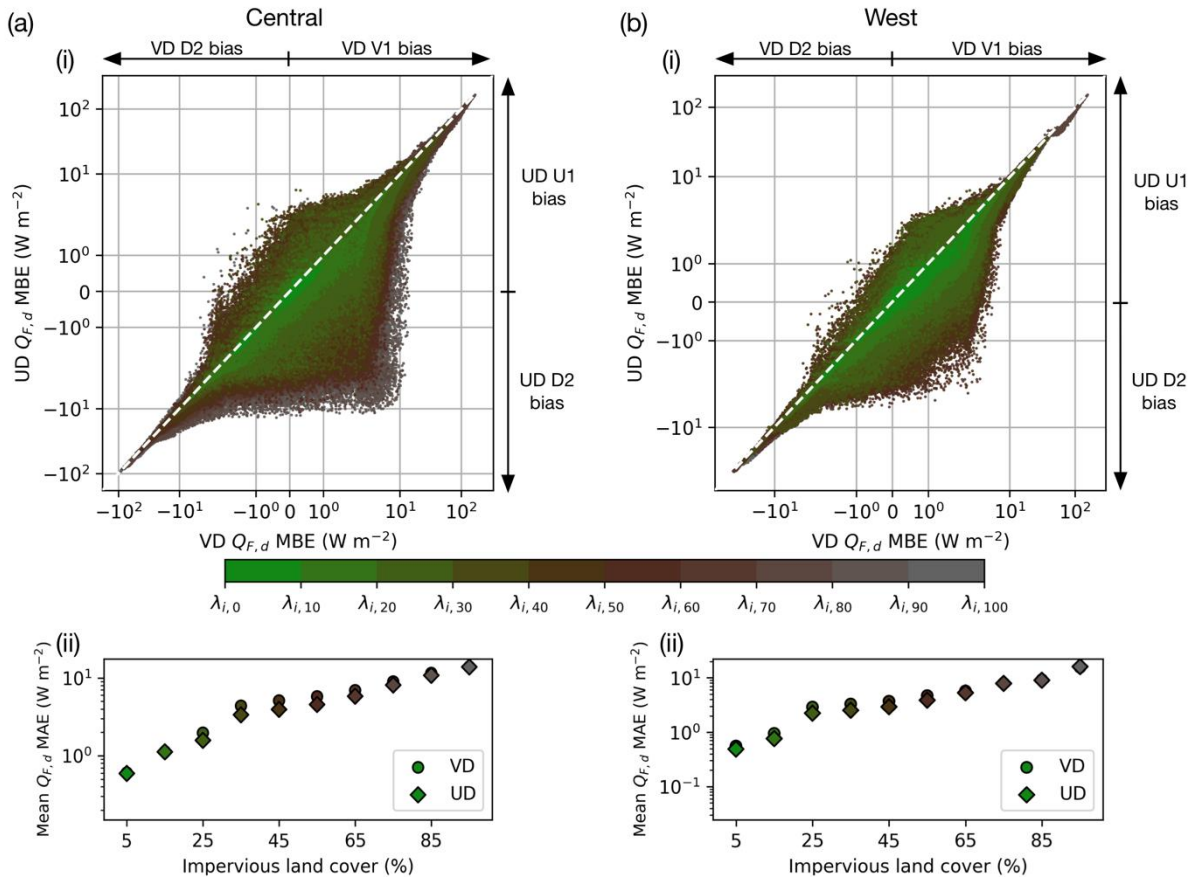 (a)
Central
VD D2 bias
VD V1 bias
(i)
10²
10¹
10⁰
0
−10⁰
−10¹
−10²
UD Q_{F,d} MBE (W m⁻²)
UD U1
bias
UD D2
bias
−10² −10¹ −10⁰ 0 10⁰ 10¹ 10²
VD Q_{F,d} MBE (W m⁻²)
(b)
West
VD D2 bias
VD V1 bias
(i)
10²
10¹
10⁰
0
−10⁰
−10¹
UD Q_{F,d} MBE (W m⁻²)
UD U1
bias
UD D2
bias
−10¹ −10⁰ 0 10⁰ 10¹ 10²
VD Q_{F,d} MBE (W m⁻²)
λ_{i,0} λ_{i,10} λ_{i,20} λ_{i,30} λ_{i,40} λ_{i,50} λ_{i,60} λ_{i,70} λ_{i,80} λ_{i,90} λ_{i,100}
(ii)
Mean Q_{F,d} MAE (W m⁻²)
10¹
10⁰
VD
UD
5 25 45 65 85
Impervious land cover (%)
(ii)
Mean Q_{F,d} MAE (W m⁻²)
10¹
10⁰
10⁻¹
VD
UD
5 25 45 65 85
Impervious land cover (%)